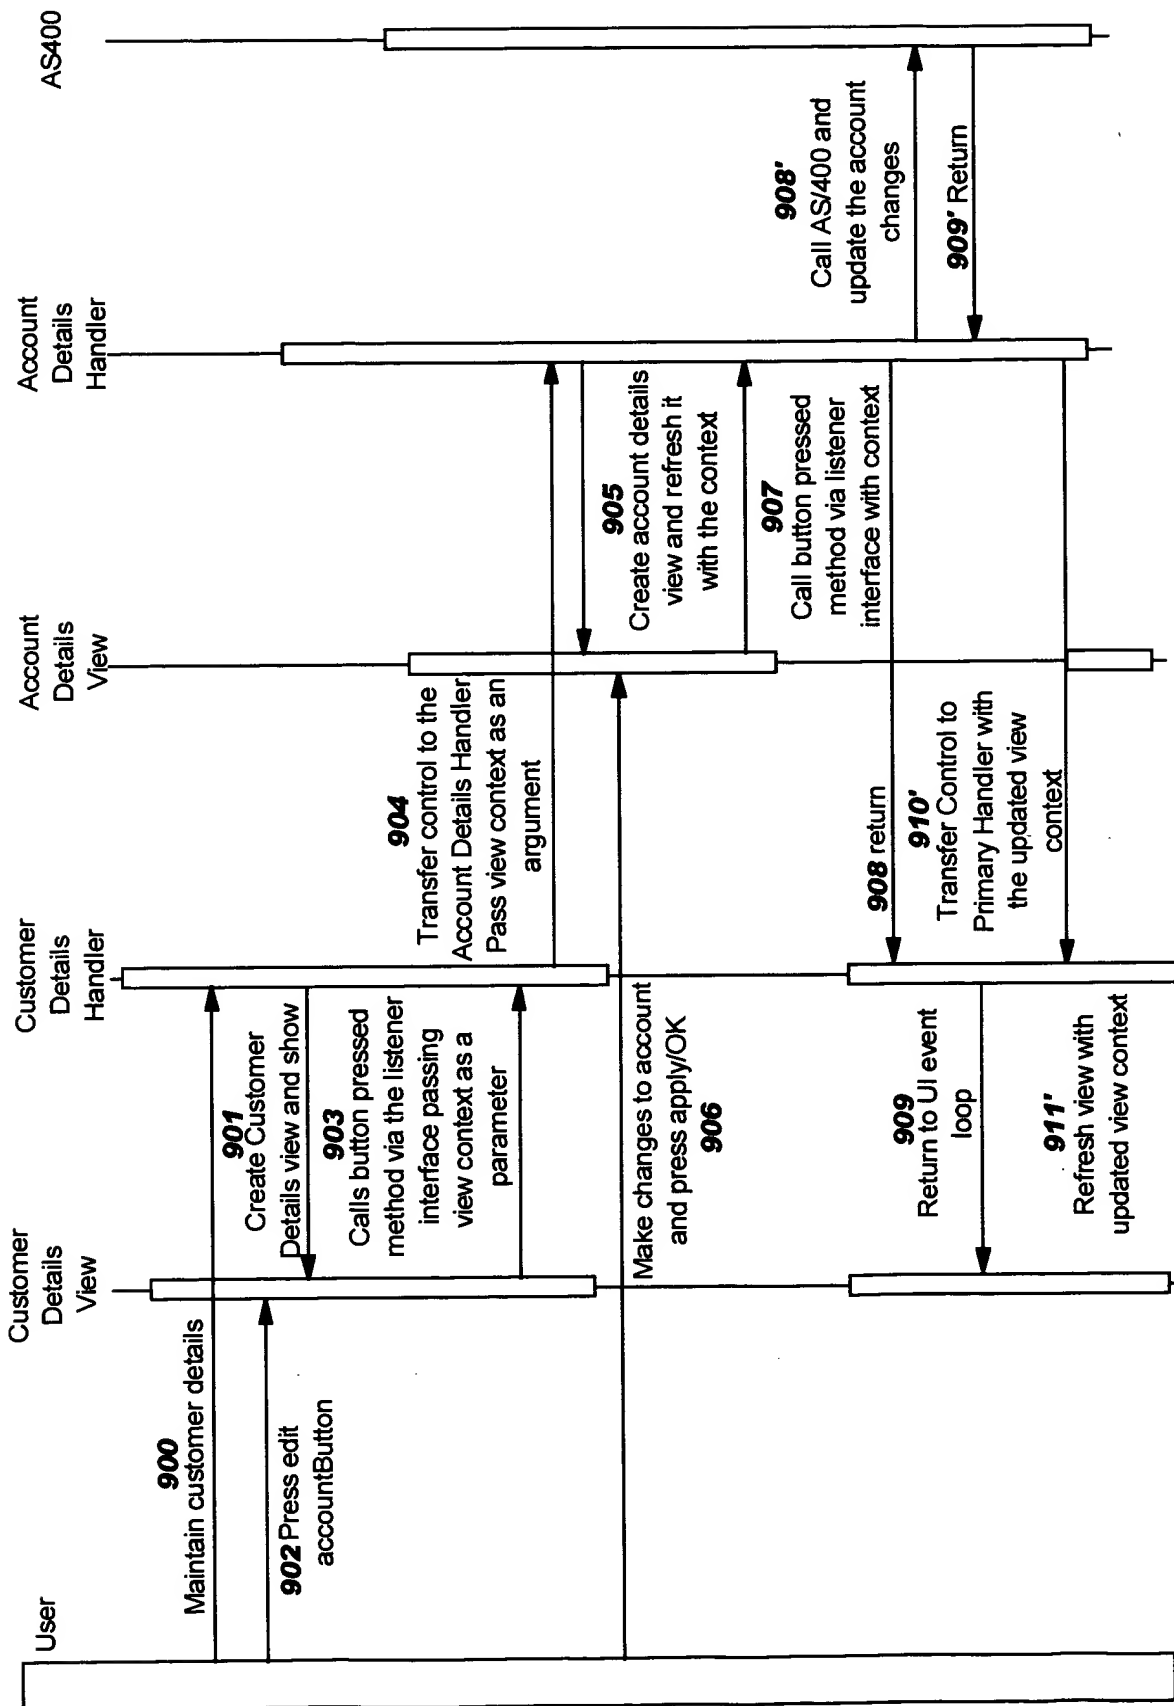 User
Customer
Details
View
Customer
Details
Handler
Account
Details
View
Account
Details
Handler
AS400
900
Maintain customer details
901
Create Customer
Details view and show
902 Press edit
accountButton
903
Calls button pressed
method via the listener
interface passing
view context as a
parameter
904
Transfer control to the
Account Details Handler.
Pass view context as an
argument
905
Create account details
view and refresh it
with the context
Make changes to account
and press apply/OK
906
907
Call button pressed
method via listener
interface with context
908 return
908'
Call AS/400 and
update the account
changes
909
Return to UI event
loop
909' Return
910'
Transfer Control to
Primary Handler with
the updated view
context
911'
Refresh view with
updated view context